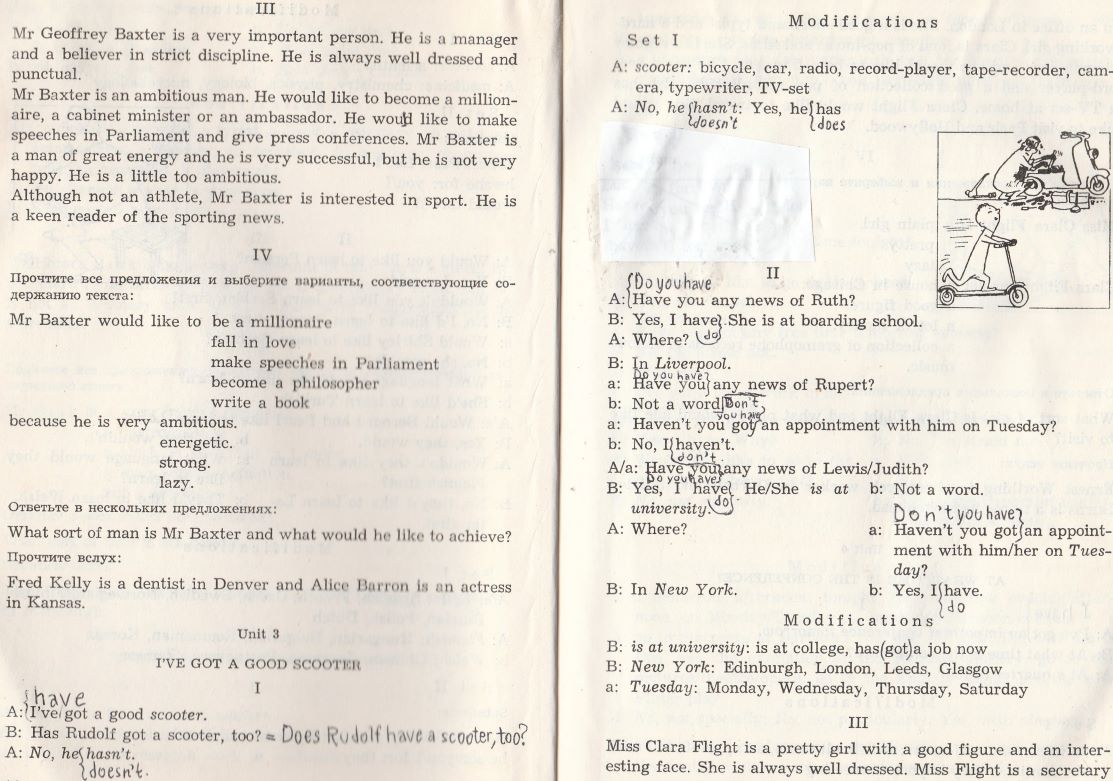 III
Mr Geoffrey Baxter is a very important person. He is a manager
and a believer in strict discipline. He is always well dressed and
punctual.
Mr Baxter is an ambitious man. He would like to become a million-
aire, a cabinet minister or an ambassador. He would like to make
speeches in Parliament and give press conferences. Mr Baxter is
a man of great energy and he is very successful, but he is not very
happy. He is a little too ambitious.
Although not an athlete, Mr Baxter is interested in sport. He is
a keen reader of the sporting news.
IV
Прочтите все предложения и выберите варианты, соответствующие со-
держанию текста:
Mr Baxter would like to be a millionaire
fall in love
make speeches in Parliament
become a philosopher
write a book
because he is very ambitious.
energetic.
strong.
lazy.
Ответьте в нескольких предложениях:
What sort of man is Mr Baxter and what would he like to achieve?
Прочтите вслух:
Fred Kelly is a dentist in Denver and Alice Barron is an actress
in Kansas.
Unit 3
I'VE GOT A GOOD SCOOTER
I
I have
A: I've got a good scooter.
B: Has Rudolf got a scooter, too? = Does Rudolf have a scooter, too?
A: No, he hasn't.
doesn't.
Modifications
Set I
A: scooter: bicycle, car, radio, record-player, tape-recorder, cam-
era, typewriter, TV-set
A: No, he hasn't: Yes, he has
doesn't does
II
Do you have
A: Have you any news of Ruth?
B: Yes, I have. She is at boarding school.
A: Where? do
B: In Liverpool.
Do you have
a: Have you any news of Rupert?
b: Not a word. Don't
you have
a: Haven't you got an appointment with him on Tuesday?
b: No, I haven't.
don't.
A/a: Have you any news of Lewis/Judith?
Do you have
B: Yes, I have He/She is at b: Not a word.
university. do
Don't you have
A: Where? a: Haven't you got an appoint-
ment with him/her on Tues-
day?
B: In New York. b: Yes, I have.
do
Modifications
B: is at university: is at college, has (got) a job now
B: New York: Edinburgh, London, Leeds, Glasgow
a: Tuesday: Monday, Wednesday, Thursday, Saturday
III
Miss Clara Flight is a pretty girl with a good figure and an inter-
esting face. She is always well dressed. Miss Flight is a secretary